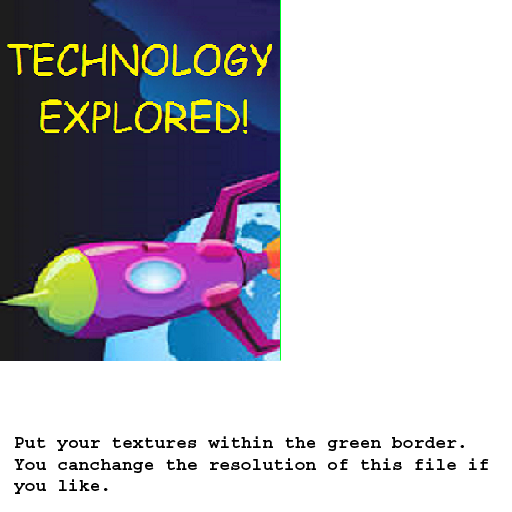 TECHNOLOGY
EXPLORED!
Put your textures within the green border.
You canchange the resolution of this file if
you like.